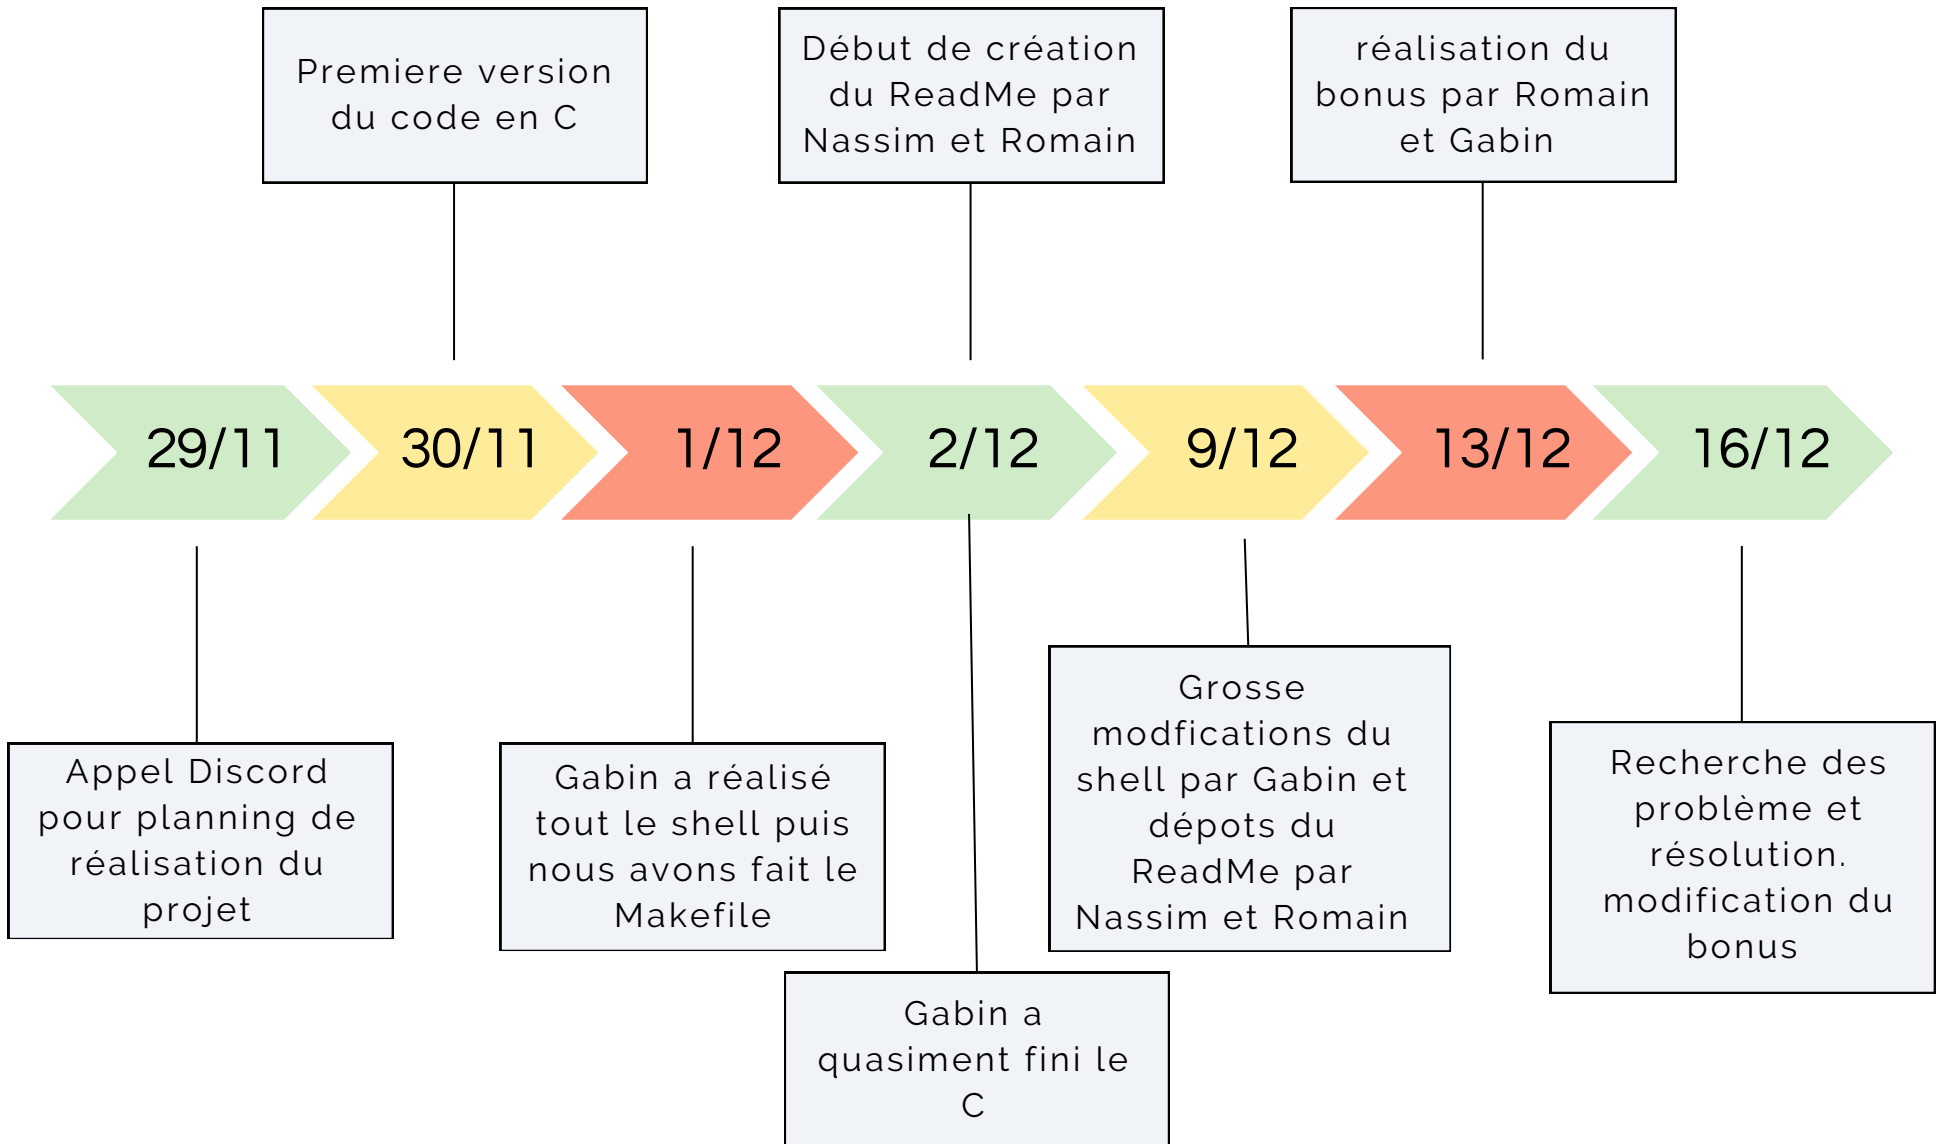 Premiere version
du code en C
Début de création
du ReadMe par
Nassim et Romain
réalisation du
bonus par Romain
et Gabin
29/11
30/11
1/12
2/12
9/12
13/12
16/12
Appel Discord
pour planning de
réalisation du
projet
Gabin a réalisé
tout le shell puis
nous avons fait le
Makefile
Gabin a
quasiment fini le
C
Grosse
modfications du
shell par Gabin et
dépots du
ReadMe par
Nassim et Romain
Recherche des
problème et
résolution.
modification du
bonus